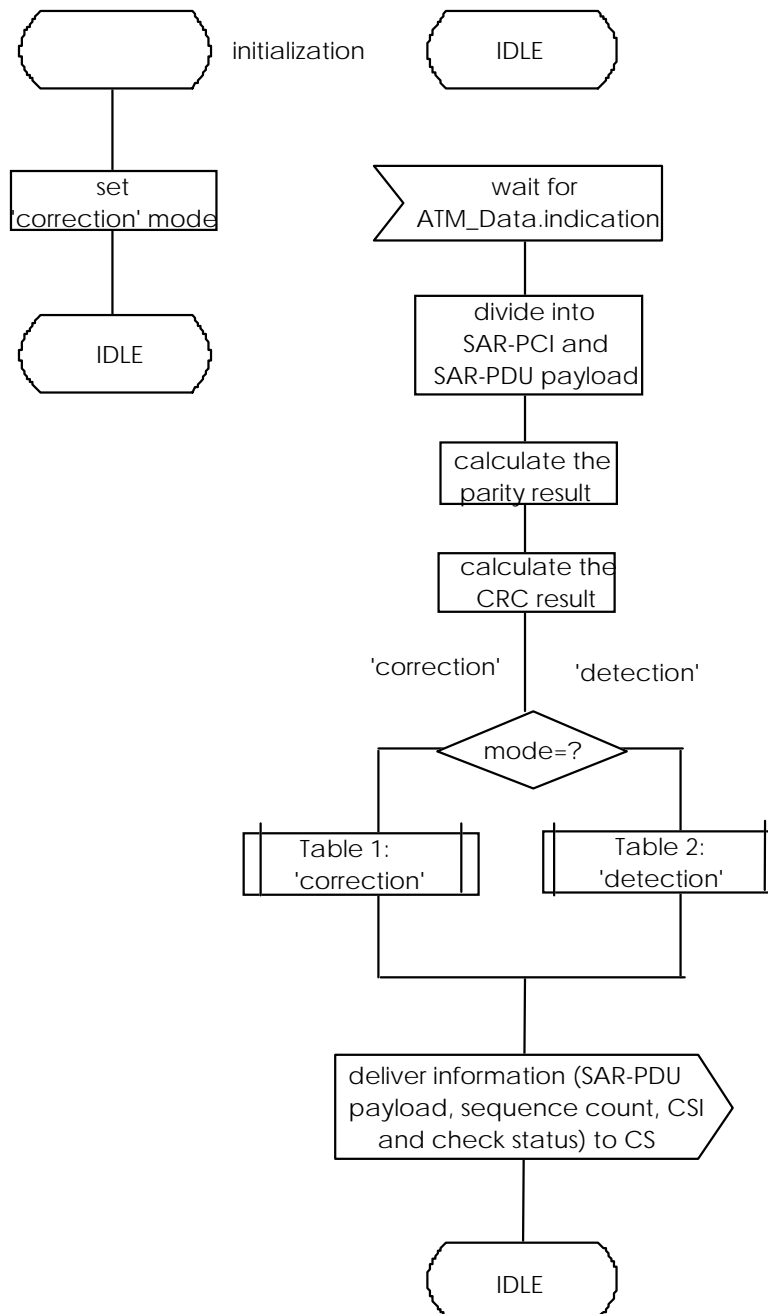 initialization
set
'correction' mode
IDLE
IDLE
wait for
ATM_Data.indication
divide into
SAR-PCI and
SAR-PDU payload
calculate the
parity result
calculate the
CRC result
'correction'
'detection'
mode=?
Table 1:
'correction'
Table 2:
'detection'
deliver information (SAR-PDU
payload, sequence count, CSI
and check status) to CS
IDLE